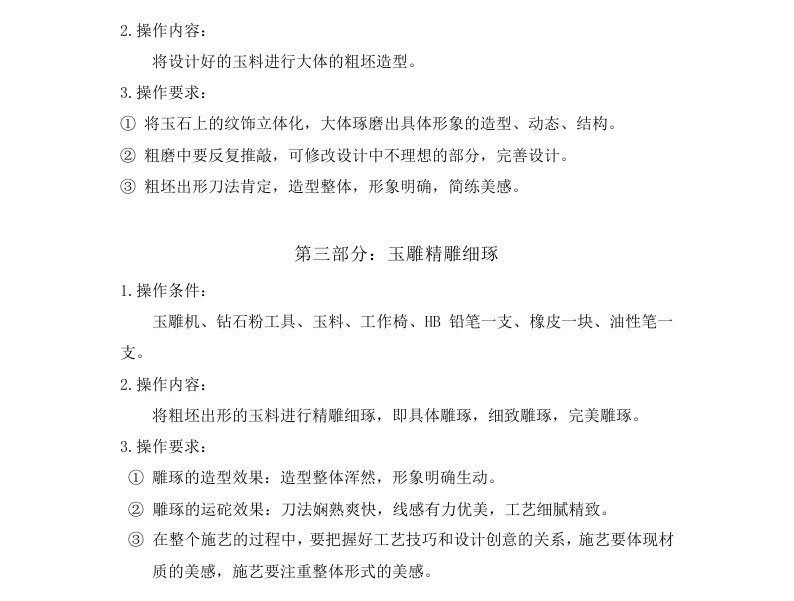 2.操作内容：
将设计好的玉料进行大体的粗坯造型。
3.操作要求：
① 将玉石上的纹饰立体化，大体琢磨出具体形象的造型、动态、结构。
② 粗磨中要反复推敲，可修改设计中不理想的部分，完善设计。
③ 粗坯出形刀法肯定，造型整体，形象明确，简练美感。
第三部分：玉雕精雕细琢
1.操作条件：
玉雕机、钻石粉工具、玉料、工作椅、HB 铅笔一支、橡皮一块、油性笔一
支。
2.操作内容：
将粗坯出形的玉料进行精雕细琢，即具体雕琢，细致雕琢，完美雕琢。
3.操作要求：
① 雕琢的造型效果：造型整体浑然，形象明确生动。
② 雕琢的运砣效果：刀法娴熟爽快，线感有力优美，工艺细腻精致。
③ 在整个施艺的过程中，要把握好工艺技巧和设计创意的关系，施艺要体现材
质的美感，施艺要注重整体形式的美感。